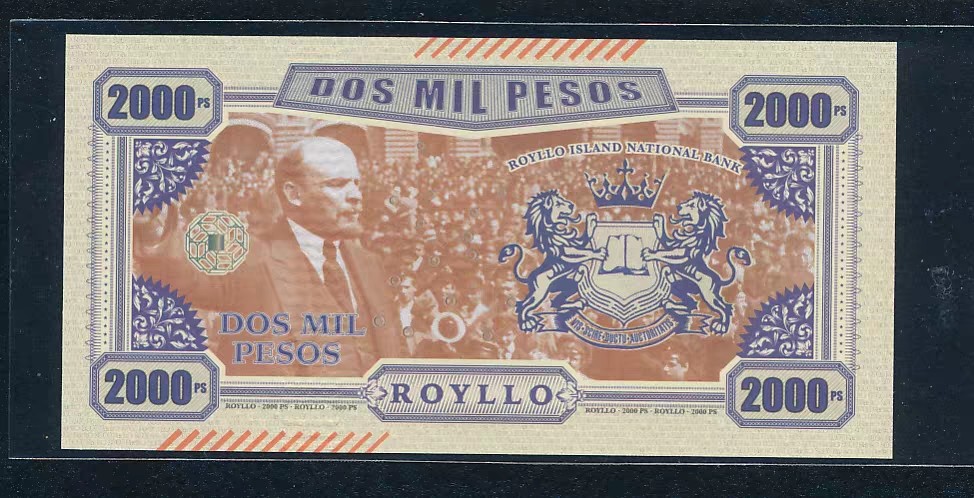 DOS MIL PESOS
2000 PS
2000 PS
ROYLLO ISLAND NATIONAL BANK
DOS MIL
PESOS
2000 PS
ROYLLO
2000 PS
ROYLLO - 2000 PS - ROYLLO - 2000 PS
ROYLLO - 2000 PS - ROYLLO - 2000 PS